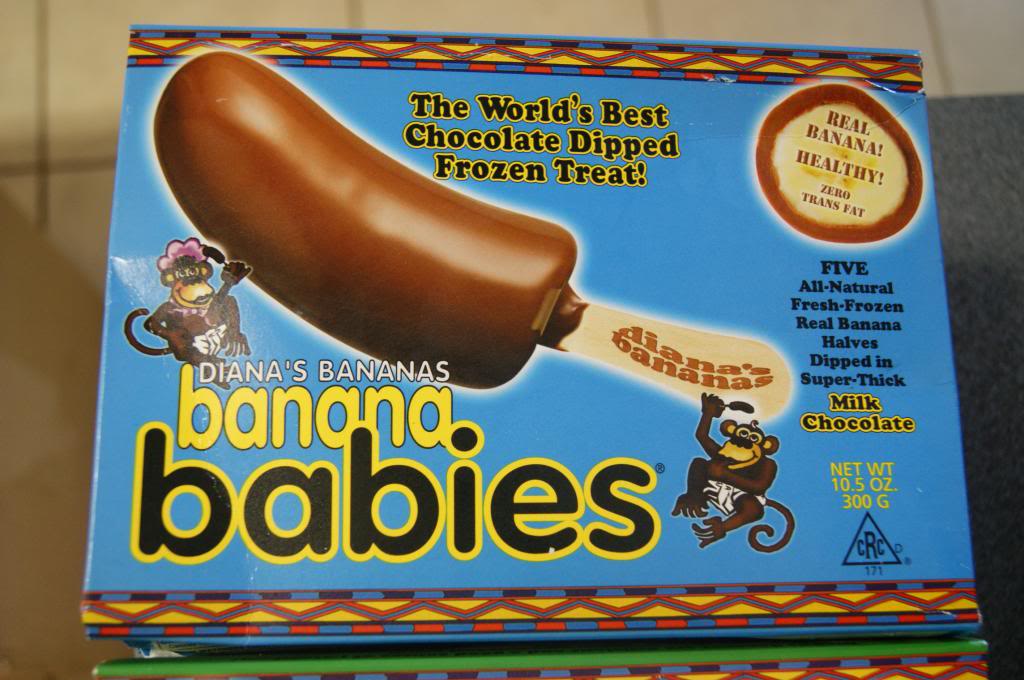 The World's Best
Chocolate Dipped
Frozen Treat!
REAL
BANANA!
HEALTHY!
ZERO
TRANS FAT
FIVE
All-Natural
Fresh-Frozen
Real Banana
Halves
Dipped in
Super-Thick
Milk
Chocolate
diana's
bananas
DIANA'S BANANAS
banana
babies®
NET WT
10.5 OZ.
300 G
CRC D ®
171